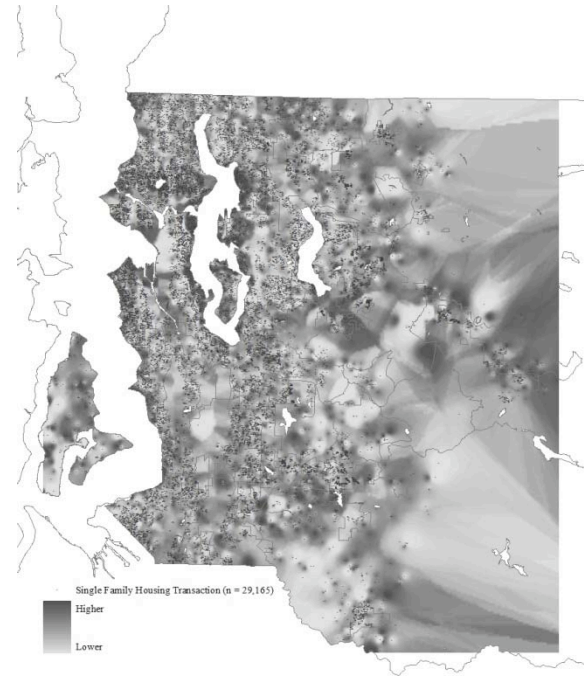 Single Family Housing Transaction (n = 29,165)
Higher
Lower